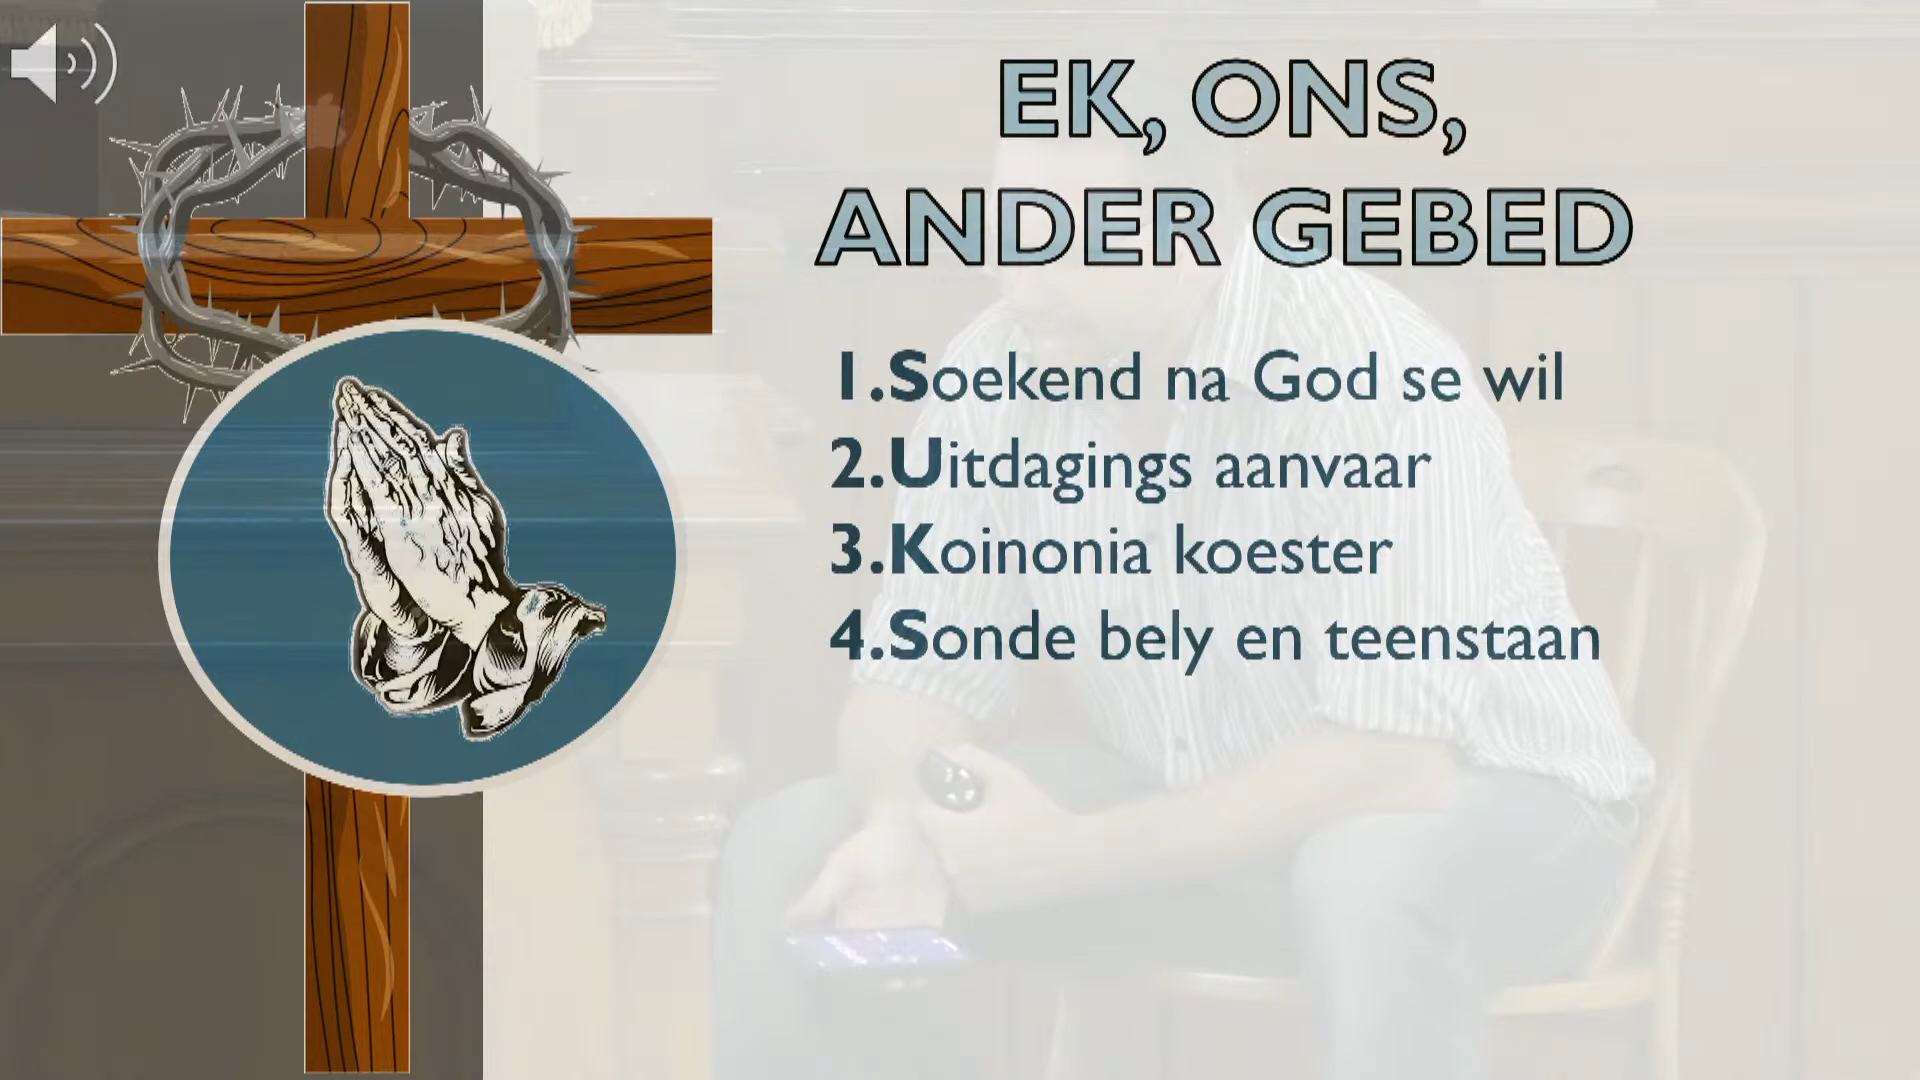 EK, ONS,
ANDER GEBED
1.Soekend na God se wil
2.Uitdagings aanvaar
3.Koinonia koester
4.Sonde bely en teenstaan